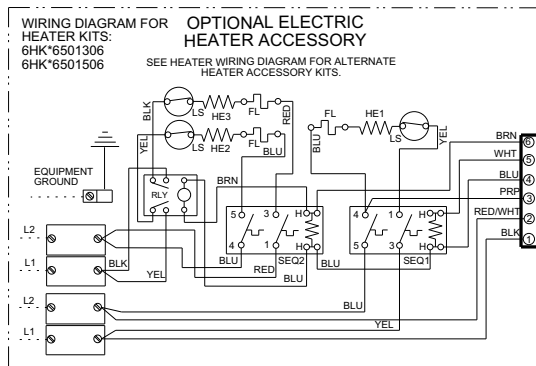 WIRING DIAGRAM FOR
HEATER KITS:
6HK*6501306
6HK*6501506
OPTIONAL ELECTRIC
HEATER ACCESSORY
SEE HEATER WIRING DIAGRAM FOR ALTERNATE
HEATER ACCESSORY KITS.
BLK
LS
HE3
FL
RED
YEL
LS
HE2
FL
BLU
FL
HE1
LS
BLU
YEL
EQUIPMENT
GROUND
RLY
BRN
BRN
6
WHT
5
BLU
4
PRP
3
RED/WHT
2
BLK
1
5
3
H
4
1
H
BLU
RED
BLU
SEQ2
4
1
H
5
3
H
BLU
SEQ1
L2
L1
BLK
YEL
L2
L1
BLU
YEL